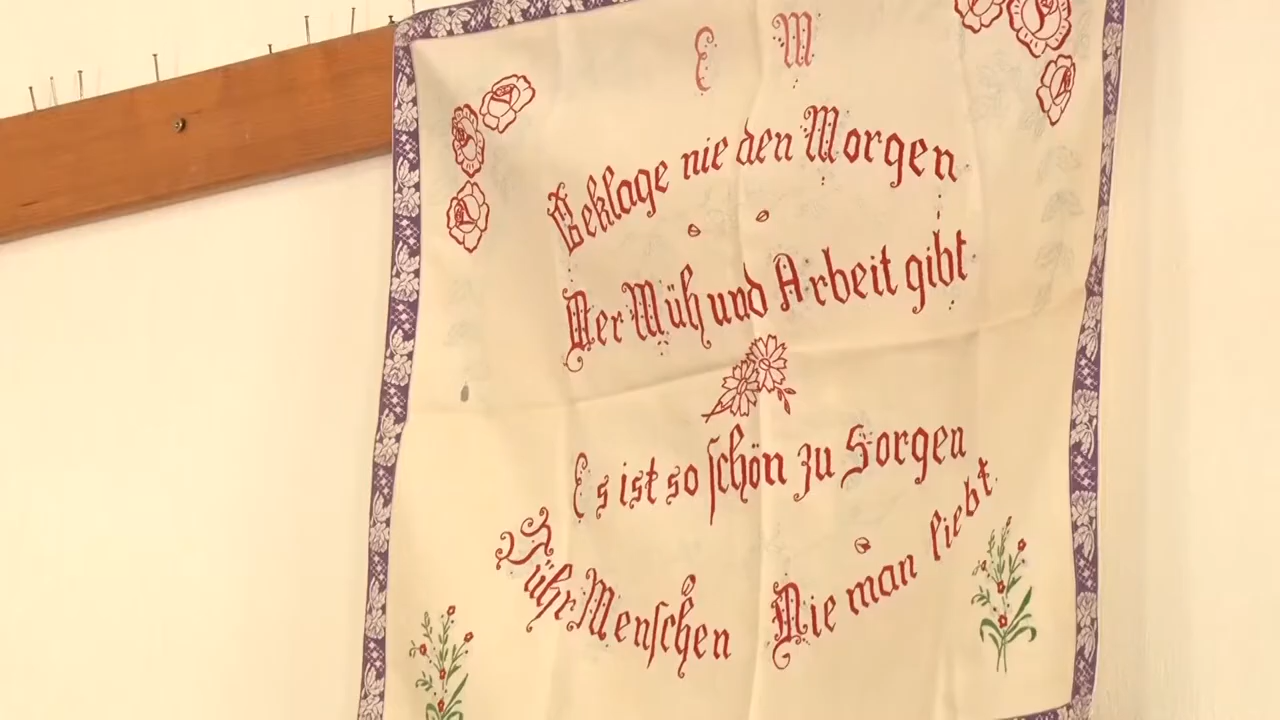 E M
Beklage nie den Morgen
Der Müh und Arbeit gibt
Es ist so schön zu Sorgen
Führ Menschen Die man liebt